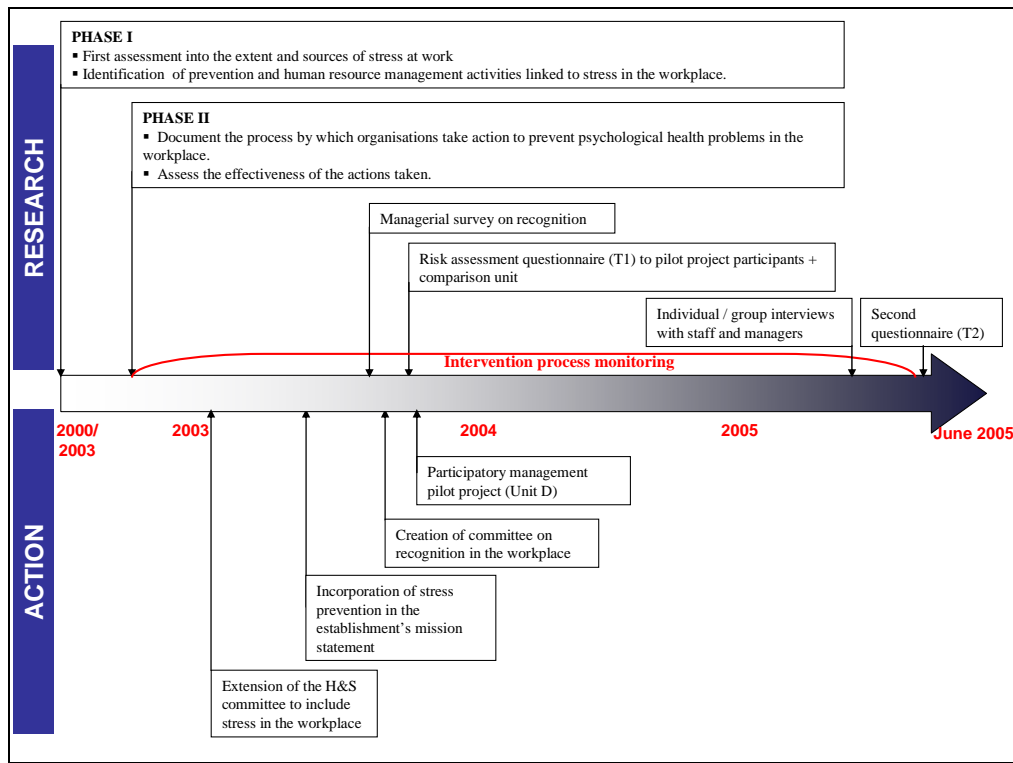 RESEARCH
PHASE I
▪ First assessment into the extent and sources of stress at work
▪ Identification of prevention and human resource management activities linked to stress in the workplace.
PHASE II
▪ Document the process by which organisations take action to prevent psychological health problems in the
workplace.
▪ Assess the effectiveness of the actions taken.
Managerial survey on recognition
Risk assessment questionnaire (T1) to pilot project participants +
comparison unit
Individual / group interviews
with staff and managers
Second
questionnaire (T2)
Intervention process monitoring
2000/
2003
2003
2004
2005
June 2005
ACTION
Participatory management
pilot project (Unit D)
Creation of committee on
recognition in the workplace
Incorporation of stress
prevention in the
establishment's mission
statement
Extension of the H&S
committee to include
stress in the workplace